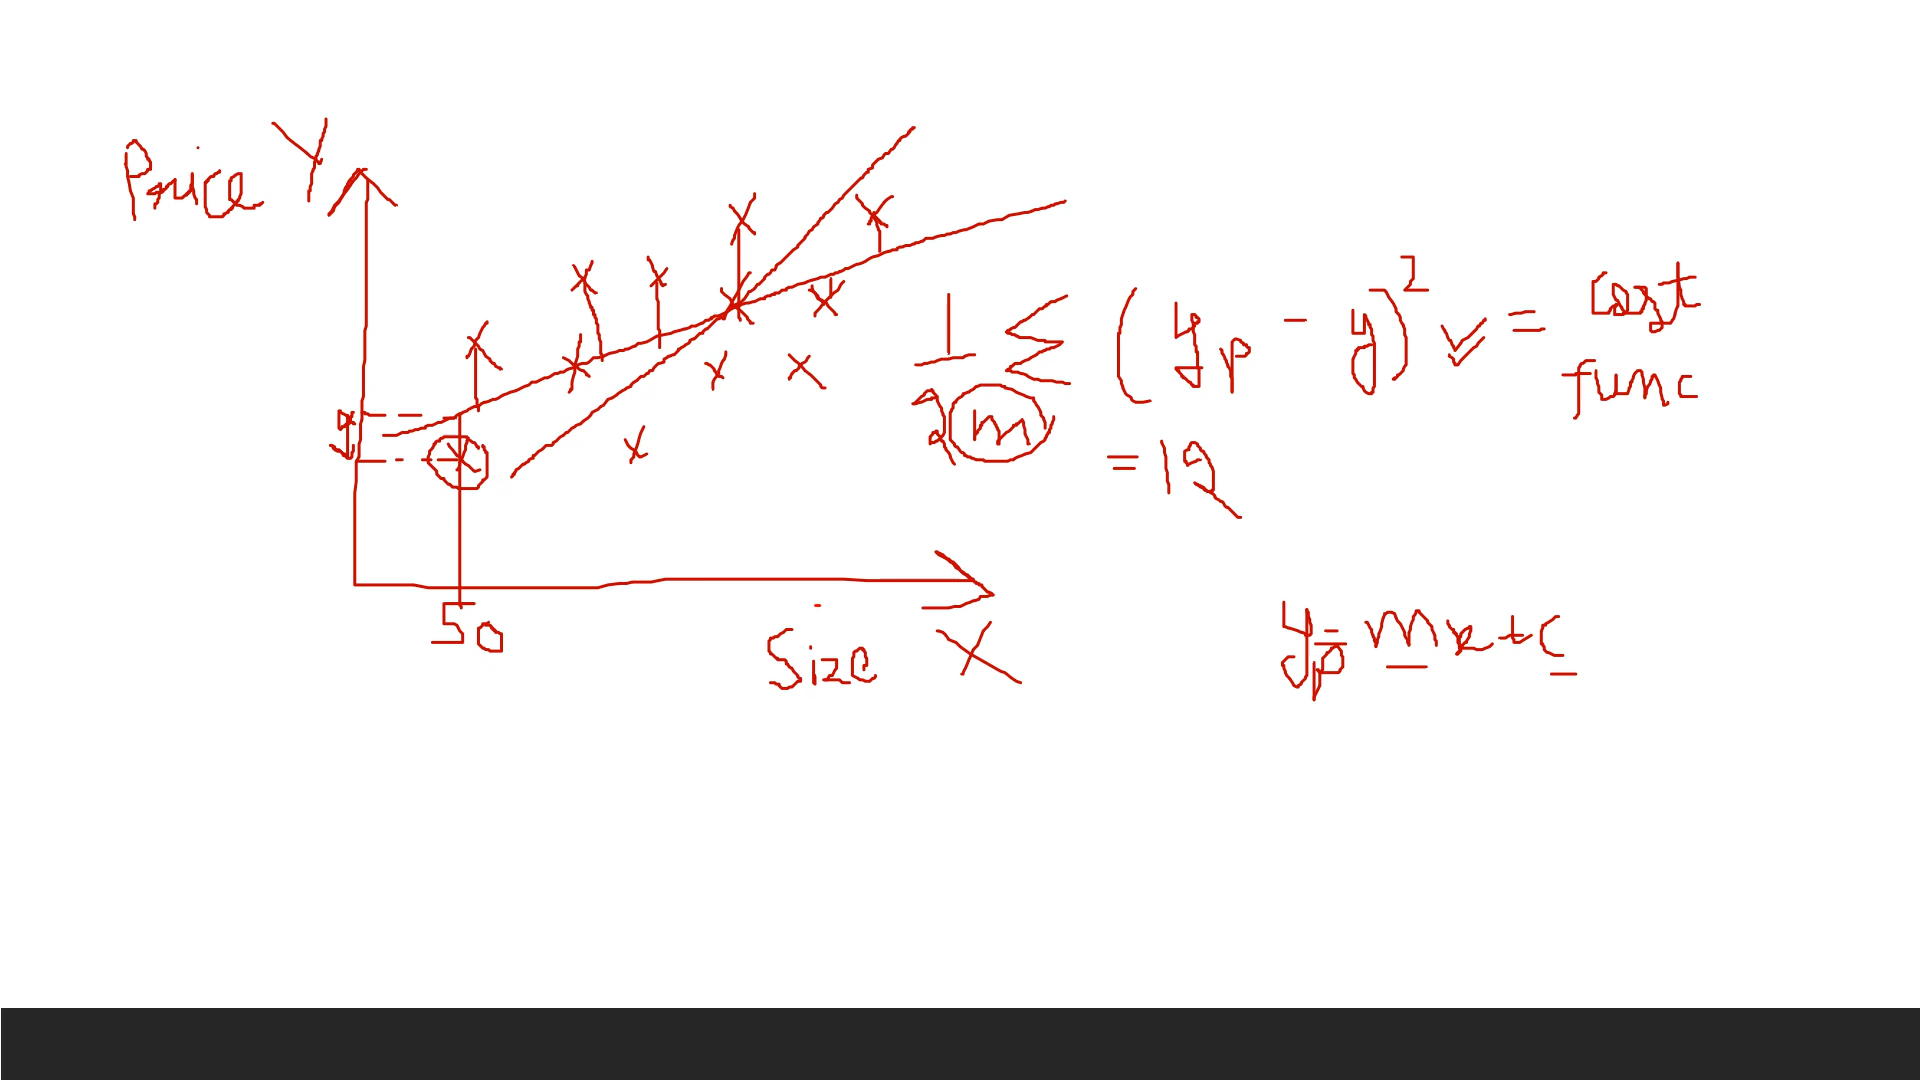 Price Y
1/2m Σ (yp - y)² = cost
func
= 19
50
Size X
yp = mx + c